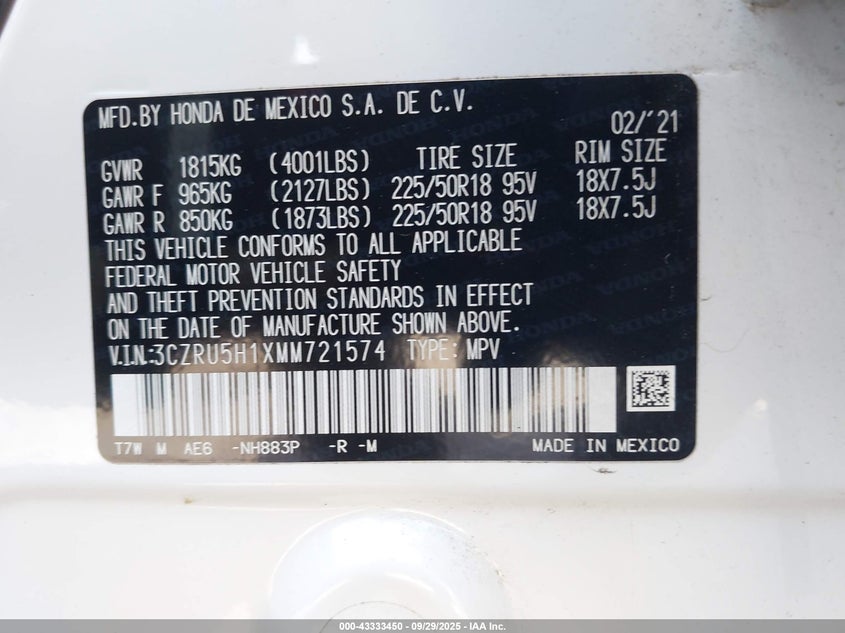 MFD.BY HONDA DE MEXICO S.A. DE C.V.
02/'21
GVWR 1815KG (4001LBS) TIRE SIZE RIM SIZE
GAWR F 965KG (2127LBS) 225/50R18 95V 18X7.5J
GAWR R 850KG (1873LBS) 225/50R18 95V 18X7.5J
THIS VEHICLE CONFORMS TO ALL APPLICABLE
FEDERAL MOTOR VEHICLE SAFETY
AND THEFT PREVENTION STANDARDS IN EFFECT
ON THE DATE OF MANUFACTURE SHOWN ABOVE.
V.I.N.:3CZRU5H1XMM721574 TYPE: MPV
T7W M AE6 -NH883P -R -M MADE IN MEXICO
000-43333450 | 09/29/2025 | IAA Inc.